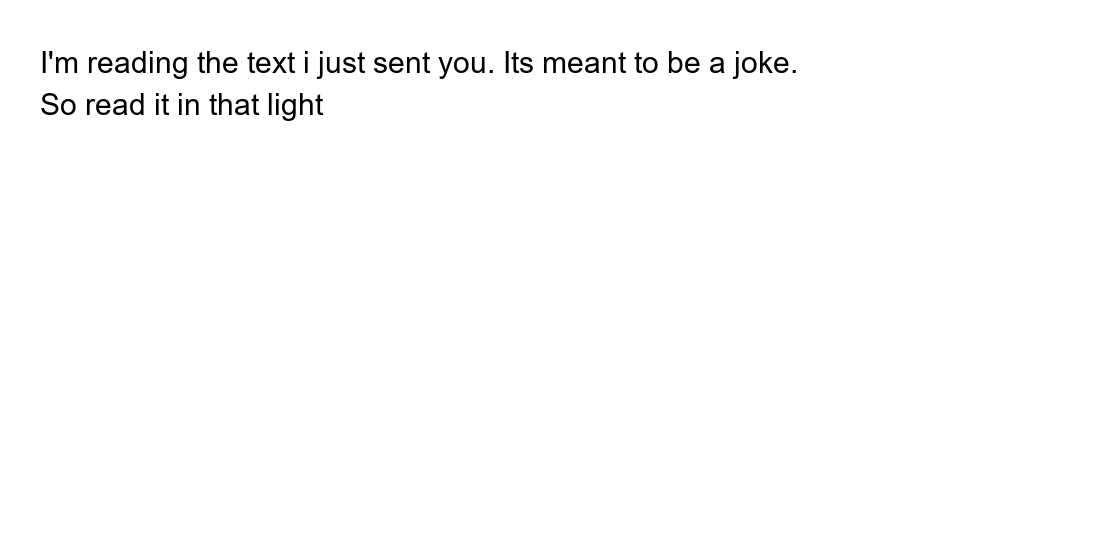 I'm reading the text i just sent you. Its meant to be a joke.
So read it in that light